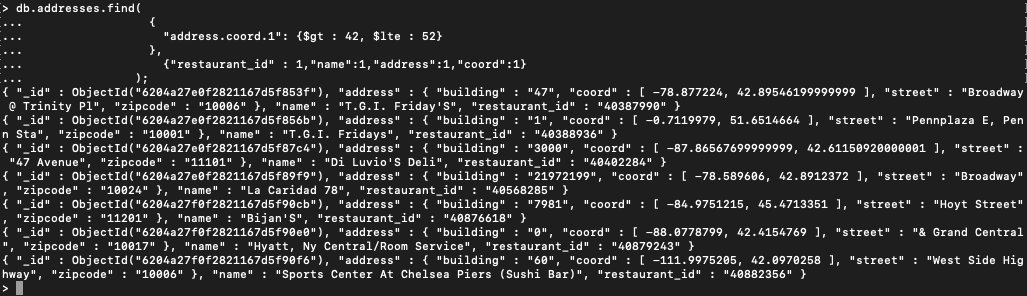 > db.addresses.find(
... {
... "address.coord.1": {$gt : 42, $lte : 52}
... },
... {"restaurant_id" : 1,"name":1,"address":1,"coord":1}
... );
{ "_id" : ObjectId("6204a27e0f2821167d5f853f"), "address" : { "building" : "47", "coord" : [ -78.877224, 42.89546199999999 ], "street" : "Broadway
@ Trinity Pl", "zipcode" : "10006" }, "name" : "T.G.I. Friday'S", "restaurant_id" : "40387990" }
{ "_id" : ObjectId("6204a27e0f2821167d5f856b"), "address" : { "building" : "1", "coord" : [ -0.7119979, 51.6514664 ], "street" : "Pennplaza E, Pen
n Sta", "zipcode" : "10001" }, "name" : "T.G.I. Fridays", "restaurant_id" : "40388936" }
{ "_id" : ObjectId("6204a27e0f2821167d5f87c4"), "address" : { "building" : "3000", "coord" : [ -87.86567699999999, 42.61150920000001 ], "street" :
"47 Avenue", "zipcode" : "11101" }, "name" : "Di Luvio'S Deli", "restaurant_id" : "40402284" }
{ "_id" : ObjectId("6204a27e0f2821167d5f89f9"), "address" : { "building" : "21972199", "coord" : [ -78.589606, 42.8912372 ], "street" : "Broadway"
, "zipcode" : "10024" }, "name" : "La Caridad 78", "restaurant_id" : "40568285" }
{ "_id" : ObjectId("6204a27f0f2821167d5f90cb"), "address" : { "building" : "7981", "coord" : [ -84.9751215, 45.4713351 ], "street" : "Hoyt Street"
, "zipcode" : "11201" }, "name" : "Bijan'S", "restaurant_id" : "40876618" }
{ "_id" : ObjectId("6204a27f0f2821167d5f90e0"), "address" : { "building" : "0", "coord" : [ -88.0778799, 42.4154769 ], "street" : "& Grand Central
", "zipcode" : "10017" }, "name" : "Hyatt, Ny Central/Room Service", "restaurant_id" : "40879243" }
{ "_id" : ObjectId("6204a27f0f2821167d5f90f6"), "address" : { "building" : "60", "coord" : [ -111.9975205, 42.0970258 ], "street" : "West Side Hig
hway", "zipcode" : "10006" }, "name" : "Sports Center At Chelsea Piers (Sushi Bar)", "restaurant_id" : "40882356" }
>